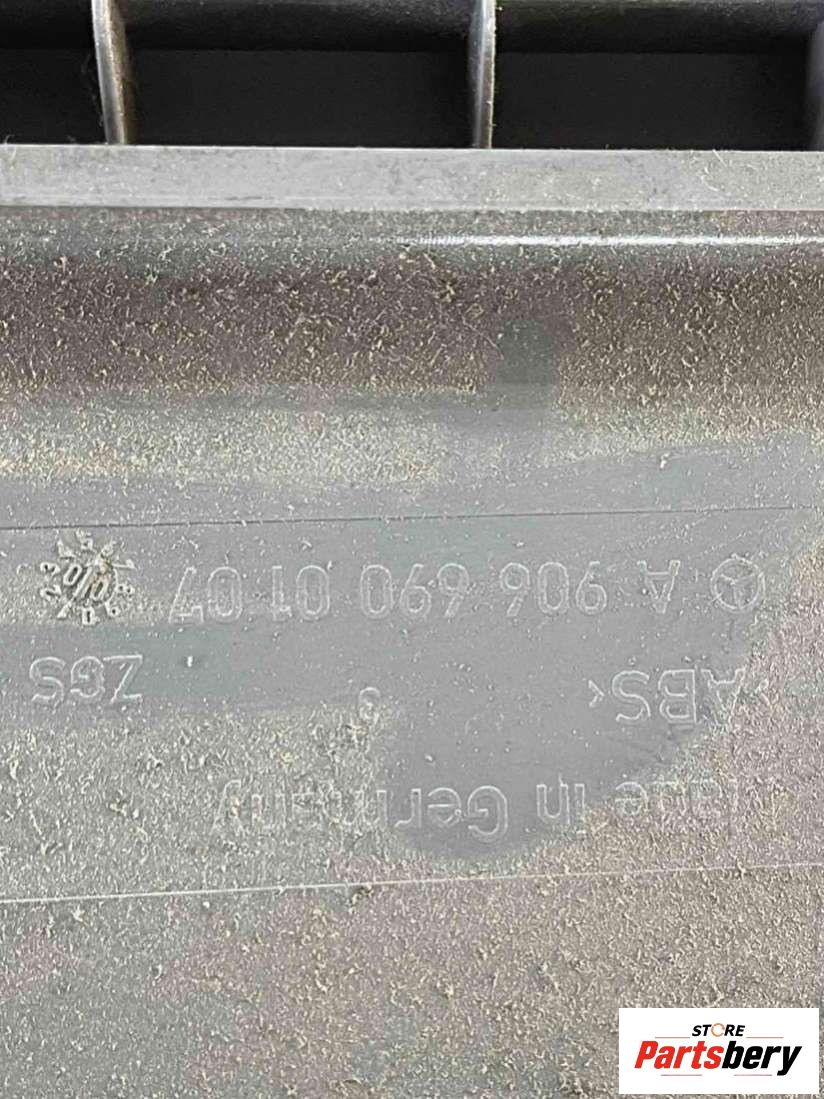 Made in Germany
>ABS< ZGS
A 906 690 01 07
STORE
Partsbery